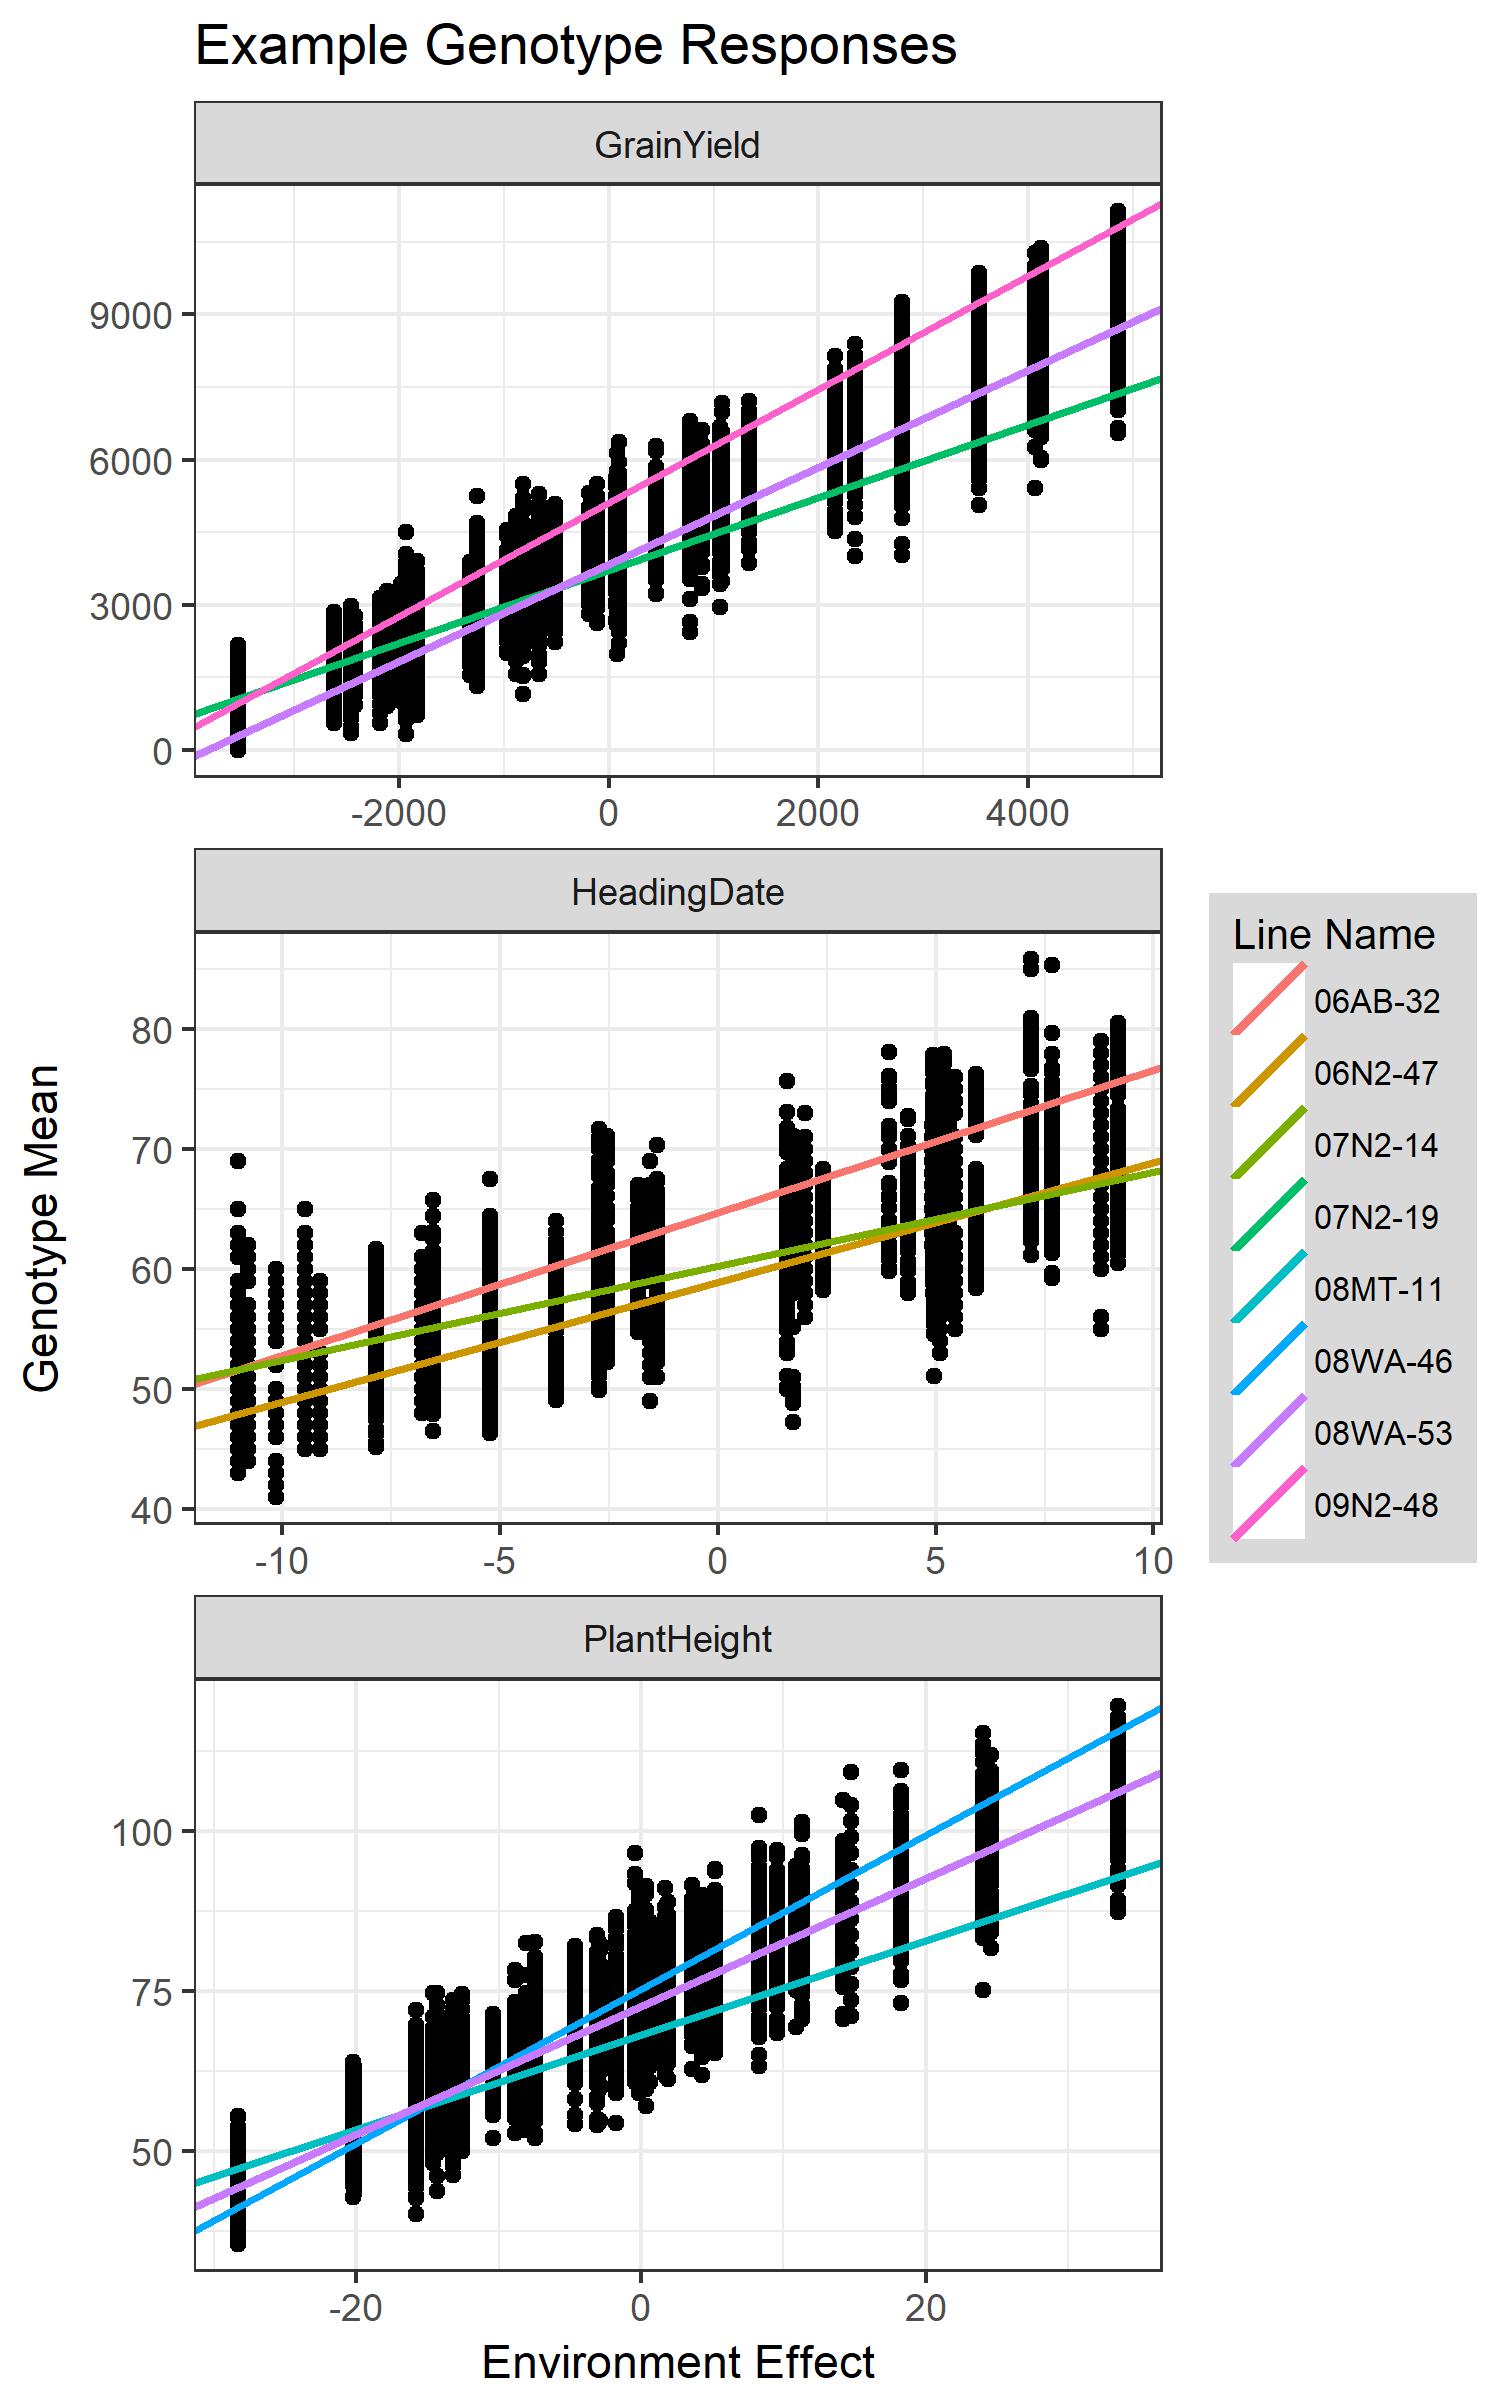 Example Genotype Responses
GrainYield
9000
6000
3000
0
-2000 0 2000 4000
HeadingDate
80
70
60
50
40
-10 -5 0 5 10
PlantHeight
100
75
50
-20 0 20
Environment Effect
Genotype Mean
Line Name
06AB-32
06N2-47
07N2-14
07N2-19
08MT-11
08WA-46
08WA-53
09N2-48